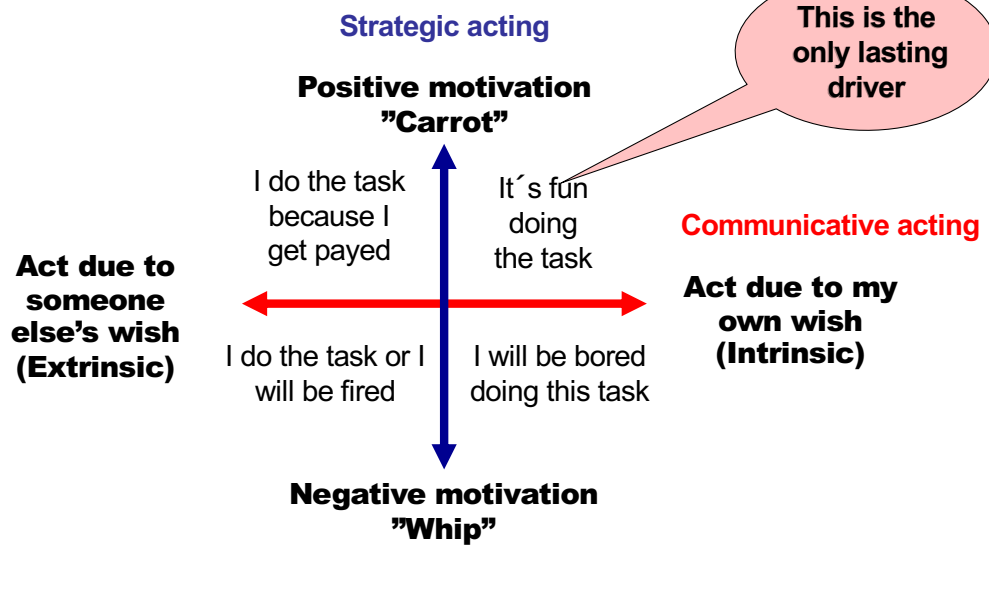 Strategic acting
This is the
only lasting
driver
Positive motivation
”Carrot”
I do the task
because I
get payed
It´s fun
doing
the task
Communicative acting
Act due to
someone
else’s wish
(Extrinsic)
Act due to my
own wish
(Intrinsic)
I do the task or I
will be fired
I will be bored
doing this task
Negative motivation
”Whip”